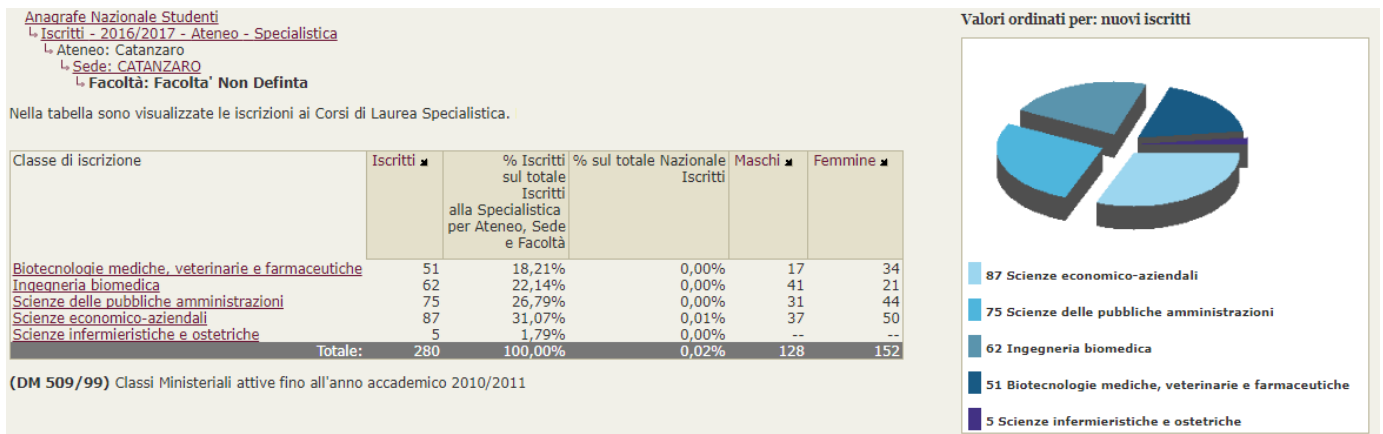 Anagrafe Nazionale Studenti
Iscritti - 2016/2017 - Ateneo - Specialistica
Ateneo: Catanzaro
Sede: CATANZARO
Facoltà: Facolta' Non Definta
Nella tabella sono visualizzate le iscrizioni ai Corsi di Laurea Specialistica.
Classe di iscrizione Iscritti % Iscritti % sul totale Nazionale Maschi Femmine
sul totale Iscritti
Iscritti
alla Specialistica
per Ateneo, Sede
e Facoltà
Biotecnologie mediche, veterinarie e farmaceutiche 51 18,21% 0,00% 17 34
Ingegneria biomedica 62 22,14% 0,00% 41 21
Scienze delle pubbliche amministrazioni 75 26,79% 0,00% 31 44
Scienze economico-aziendali 87 31,07% 0,01% 37 50
Scienze infermieristiche e ostetriche 5 1,79% 0,00% -- --
Totale: 280 100,00% 0,02% 128 152
(DM 509/99) Classi Ministeriali attive fino all'anno accademico 2010/2011
Valori ordinati per: nuovi iscritti
87 Scienze economico-aziendali
75 Scienze delle pubbliche amministrazioni
62 Ingegneria biomedica
51 Biotecnologie mediche, veterinarie e farmaceutiche
5 Scienze infermieristiche e ostetriche